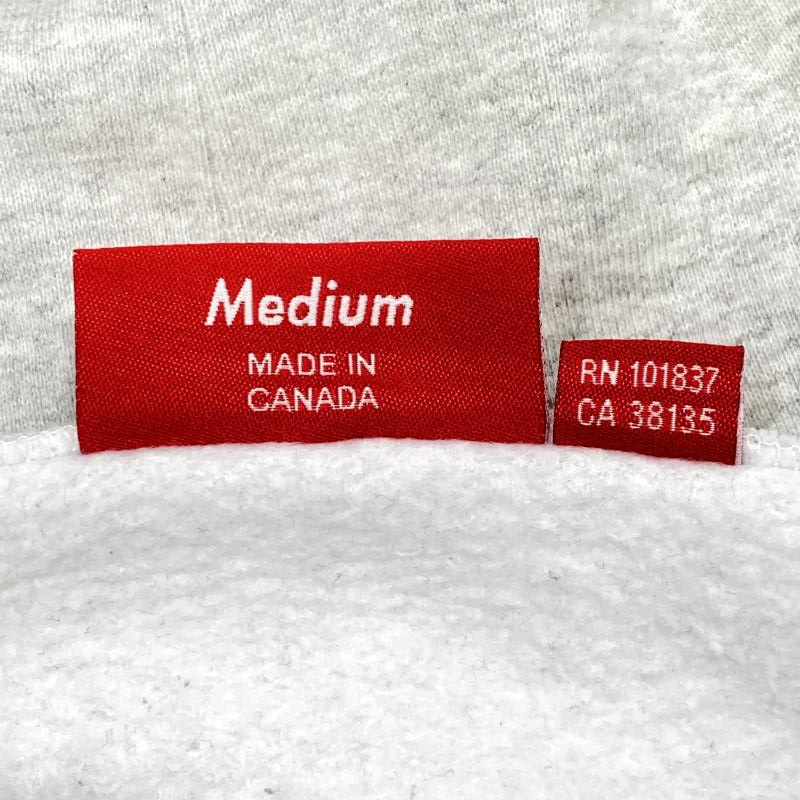 Medium
MADE IN
CANADA
RN 101837
CA 38135